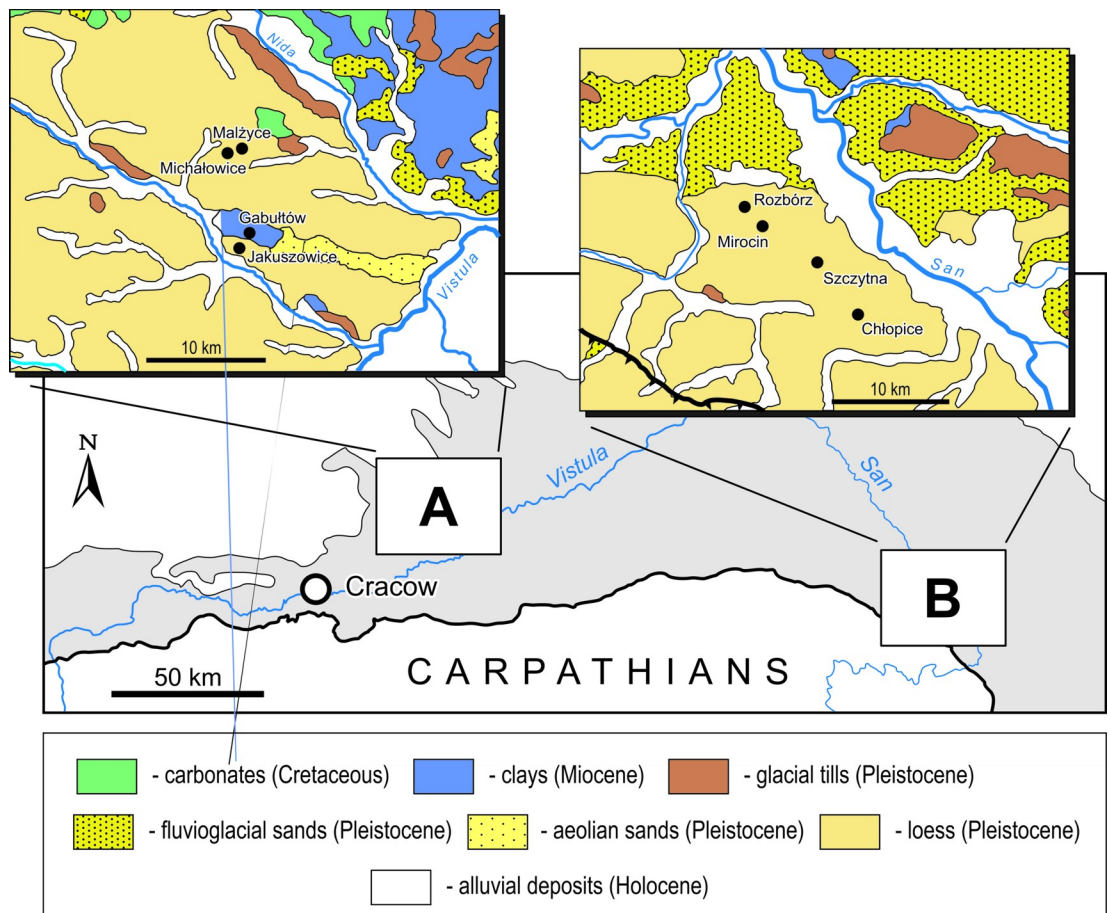 Nida
Malżyce
Michałowice
Gabułtów
Jakuszowice
Vistula
10 km
Rozbórz
Mirocin
Szczytna
San
Chłopice
10 km
N
A
Vistula
San
B
Cracow
50 km
CARPATHIANS
- carbonates (Cretaceous)
- clays (Miocene)
- glacial tills (Pleistocene)
- fluvioglacial sands (Pleistocene)
- aeolian sands (Pleistocene)
- loess (Pleistocene)
- alluvial deposits (Holocene)